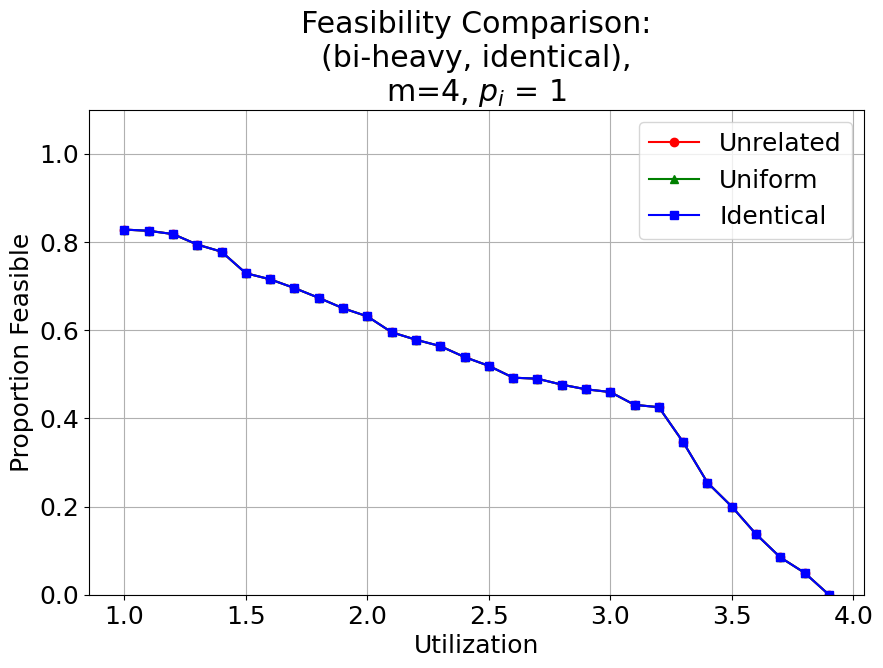 Feasibility Comparison:
(bi-heavy, identical),
m=4, $p_i$ = 1
Unrelated
Uniform
Identical
Proportion Feasible
1.0
0.8
0.6
0.4
0.2
0.0
1.0 1.5 2.0 2.5 3.0 3.5 4.0
Utilization